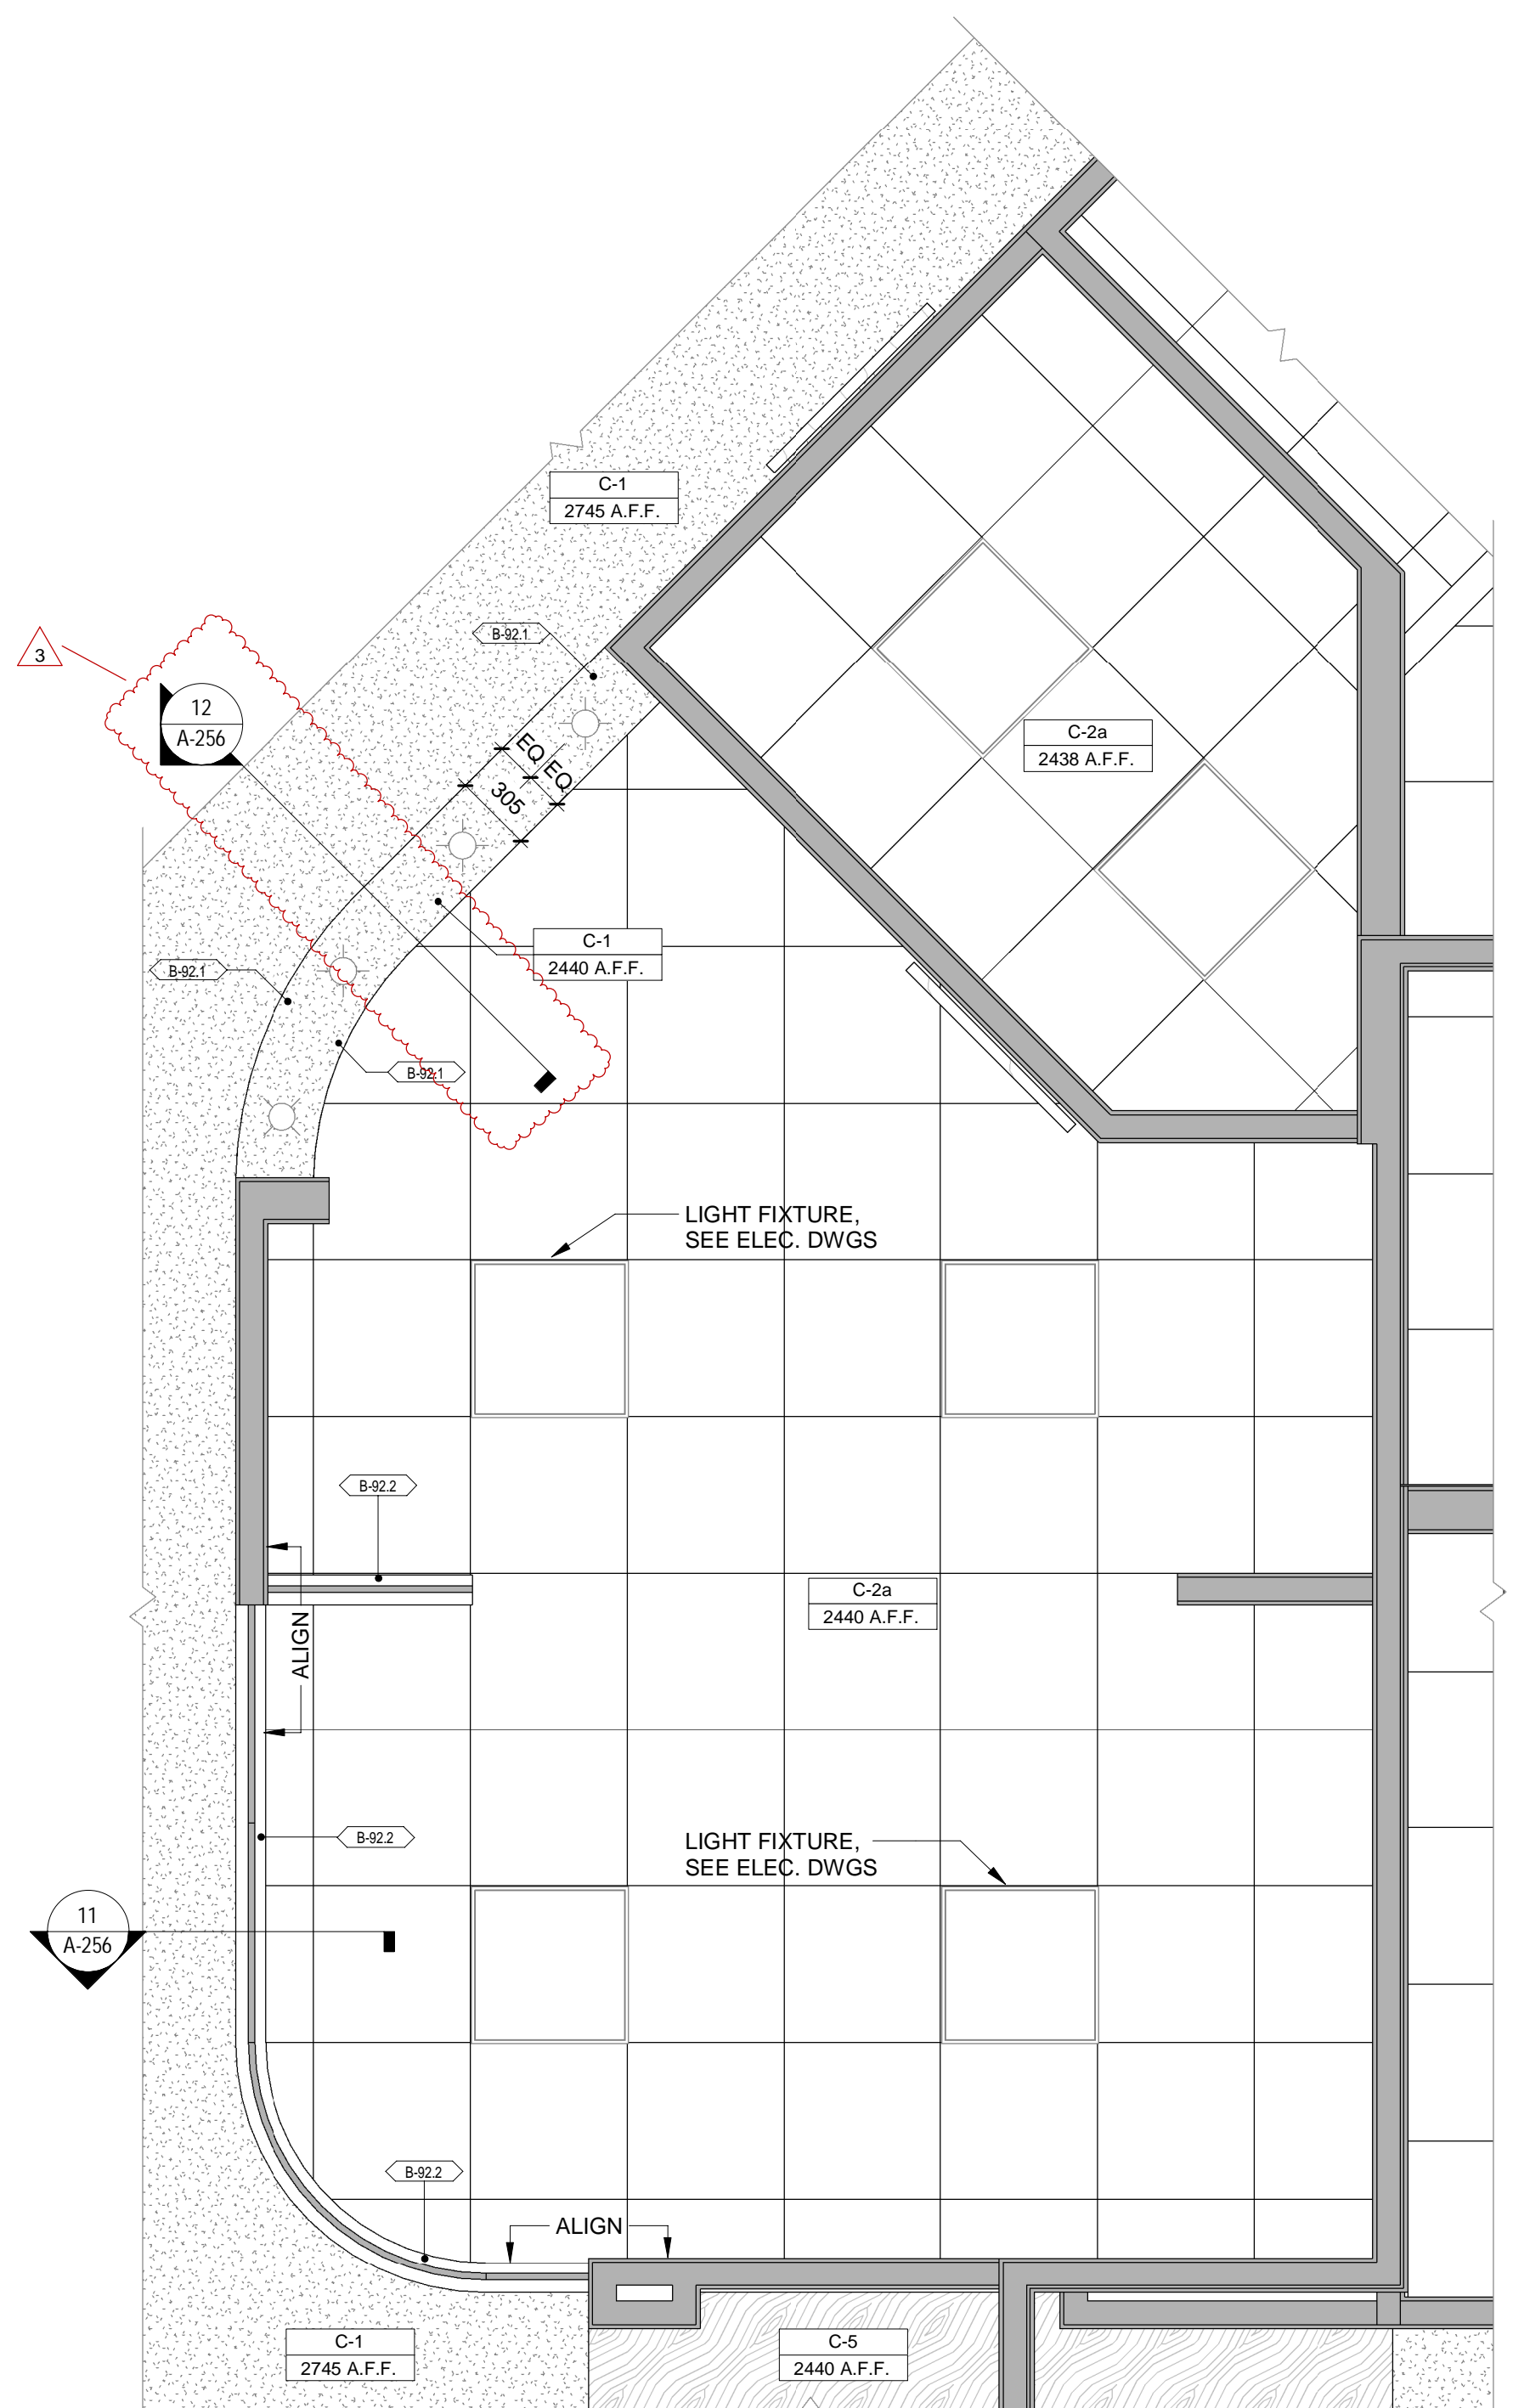 C-1
2745 A.F.F.
B-92.1
3
12
A-256
C-2a
2438 A.F.F.
EQ
EQ
305
C-1
2440 A.F.F.
B-92.1
B-92.1
LIGHT FIXTURE,
SEE ELEC. DWGS
B-92.2
C-2a
2440 A.F.F.
ALIGN
B-92.2
LIGHT FIXTURE,
SEE ELEC. DWGS
11
A-256
B-92.2
ALIGN
C-1
2745 A.F.F.
C-5
2440 A.F.F.